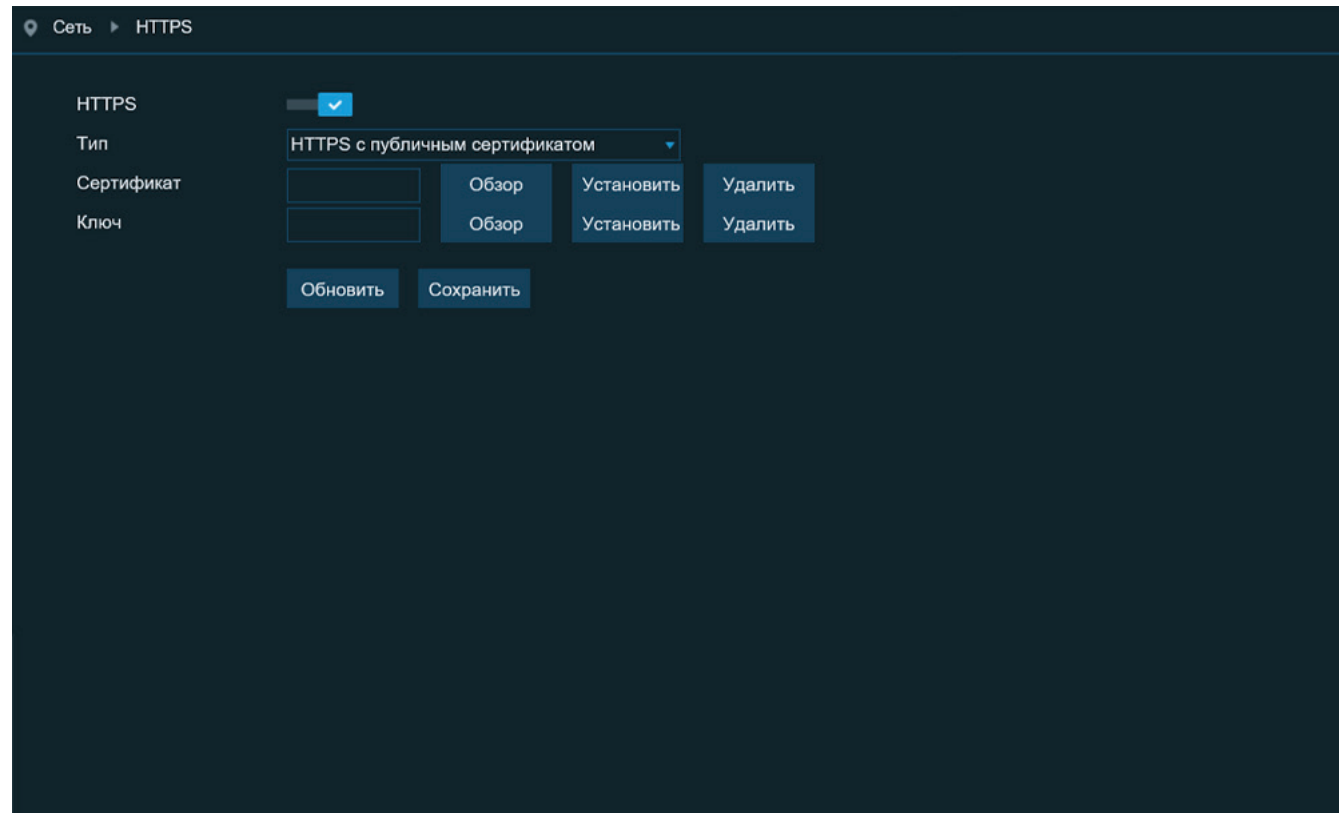 Сеть HTTPS
HTTPS
Тип HTTPS с публичным сертификатом
Сертификат Обзор Установить Удалить
Ключ Обзор Установить Удалить
Обновить Сохранить